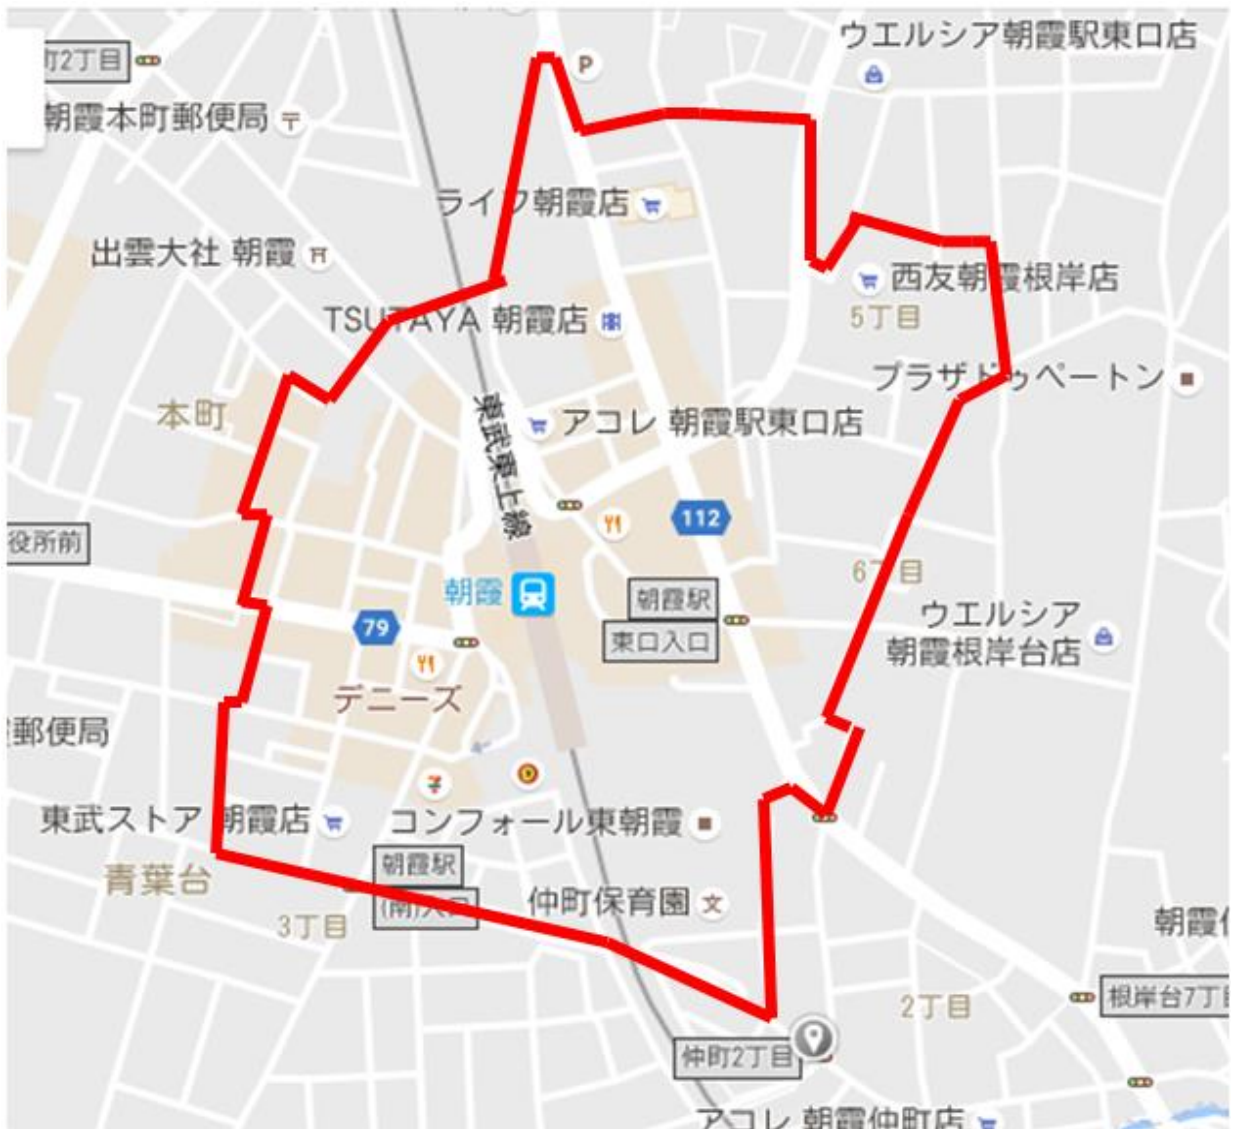 ウエルシア朝霞駅東口店
町2丁目
P
朝霞本町郵便局
ライフ朝霞店
出雲大社 朝霞
西友朝霞根岸店
TSUTAYA 朝霞店
5丁目
プラザドゥペートン
本町
アコレ 朝霞駅東口店
東武東上線
112
役所前
6丁目
朝霞
朝霞駅
東口入口
ウエルシア
朝霞根岸台店
79
デニーズ
郵便局
東武ストア 朝霞店
コンフォール東朝霞
青葉台
朝霞駅
(南)入口
仲町保育園
文
3丁目
朝霞
根岸台7丁目
2丁目
仲町2丁目
アコレ 朝霞仲町店